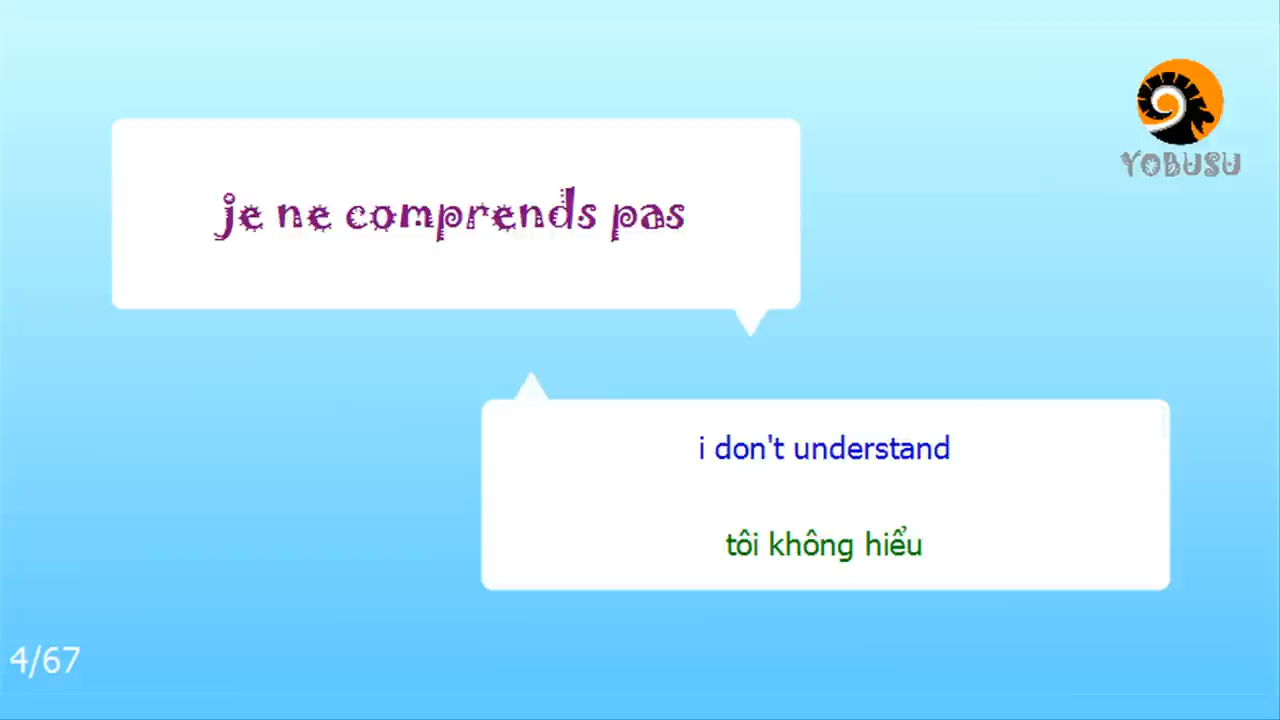 YOBUSU
je ne comprends pas
i don't understand
tôi không hiểu
4/67